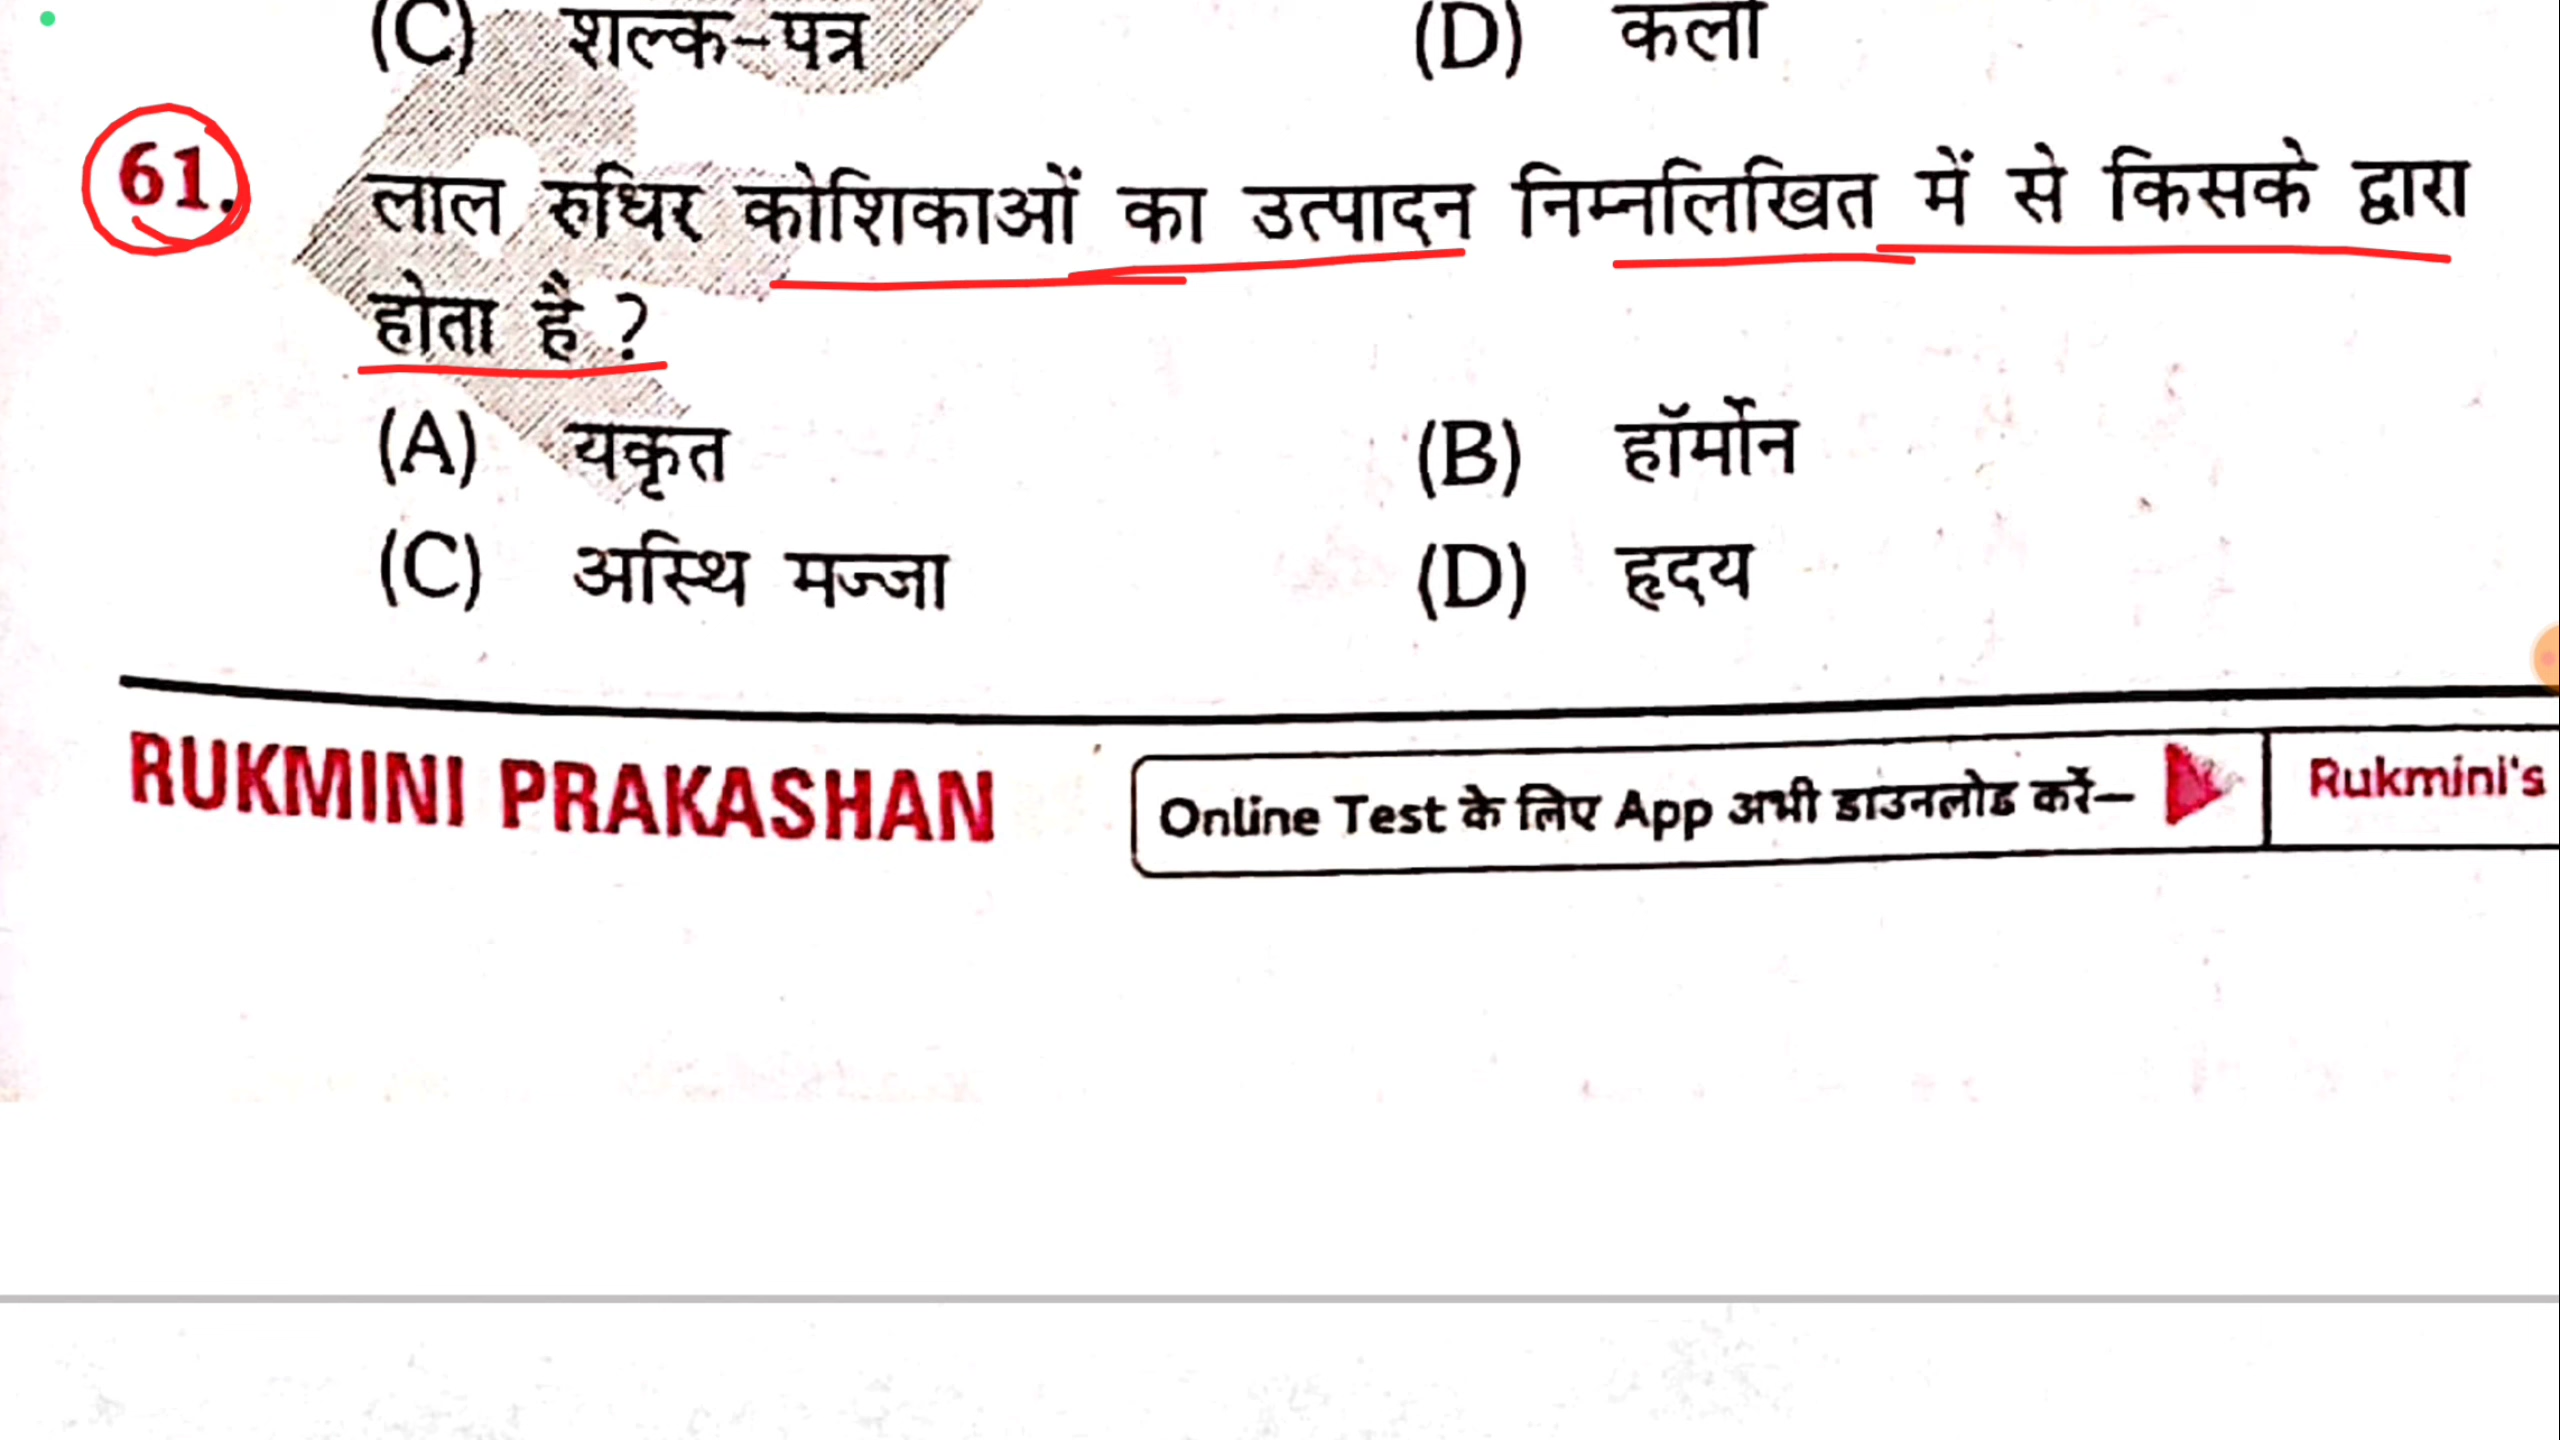 (C) शल्क-पत्र (D) कली
61. लाल रुधिर कोशिकाओं का उत्पादन निम्नलिखित में से किसके द्वारा
होता है ?
(A) यकृत (B) हॉर्मोन
(C) अस्थि मज्जा (D) हृदय
RUKMINI PRAKASHAN Online Test के लिए App अभी डाउनलोड करें— Rukmini's